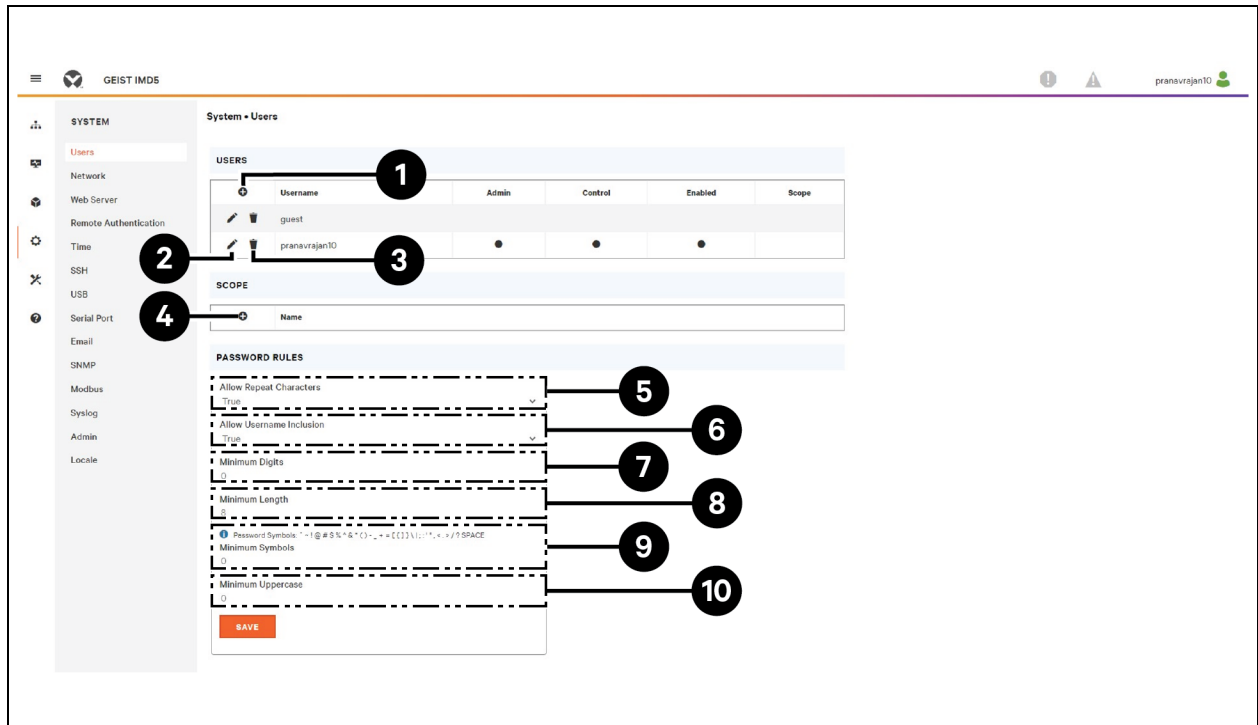 GEIST IMD5
pranavrajan10
SYSTEM
Users
Network
Web Server
Remote Authentication
Time
SSH
USB
Serial Port
Email
SNMP
Modbus
Syslog
Admin
Locale
System • Users
USERS
Username Admin Control Enabled Scope
guest
pranavrajan10
SCOPE
Name
PASSWORD RULES
Allow Repeat Characters
True
Allow Username Inclusion
True
Minimum Digits
0
Minimum Length
8
Password Symbols: ` ~ ! @ # $ % ^ & * ( ) - _ + = [ { ] } \ | ; : ' " , < . > / ? SPACE
Minimum Symbols
0
Minimum Uppercase
0
SAVE
1
2
3
4
5
6
7
8
9
10